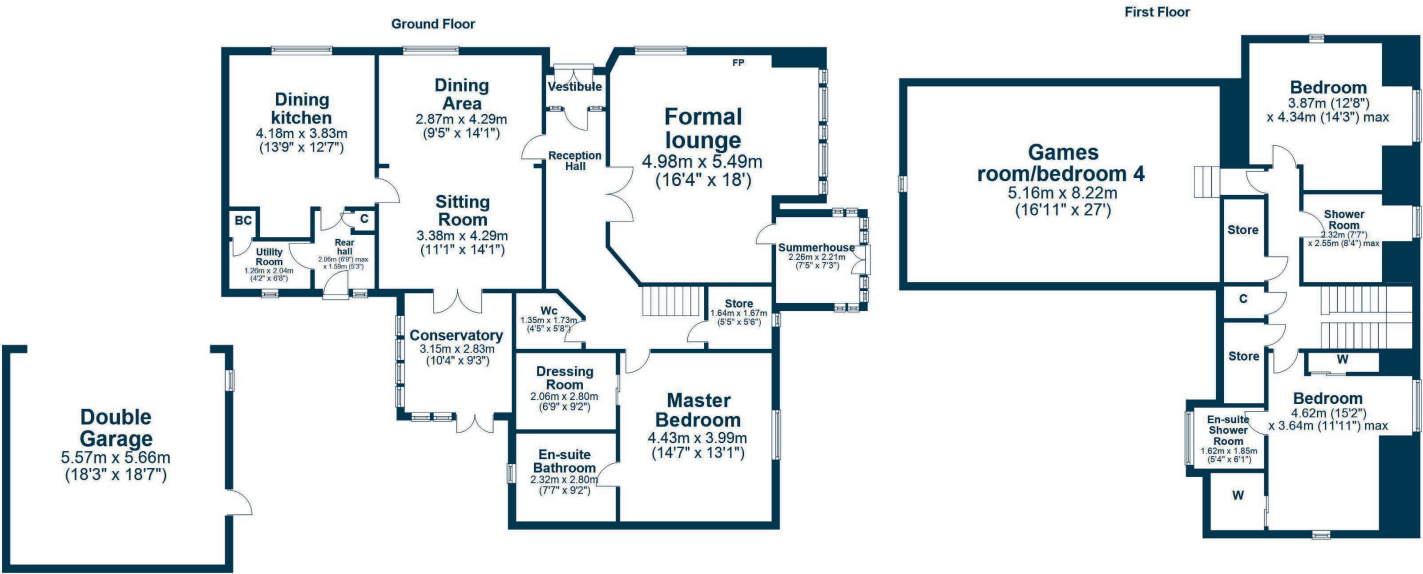 Ground Floor
First Floor
Dining
kitchen
4.18m x 3.83m
(13'9" x 12'7")
Dining
Area
2.87m x 4.29m
(9'5" x 14'1")
Vestibule
FP
Formal
lounge
4.98m x 5.49m
(16'4" x 18')
Reception
Hall
Sitting
Room
3.38m x 4.29m
(11'1" x 14'1")
BC
C
Utility
Room
1.26m x 2.04m
(4'2" x 6'8")
Rear
hall
2.06m (6'9") max
x 1.59m (5'3")
Summerhouse
2.26m x 2.21m
(7'5" x 7'3")
Conservatory
3.15m x 2.83m
(10'4" x 9'3")
Wc
1.35m x 1.73m
(4'5" x 5'8")
Store
1.64m x 1.67m
(5'5" x 5'6")
Dressing
Room
2.06m x 2.80m
(6'9" x 9'2")
Master
Bedroom
4.43m x 3.99m
(14'7" x 13'1")
En-suite
Bathroom
2.32m x 2.80m
(7'7" x 9'2")
Double
Garage
5.57m x 5.66m
(18'3" x 18'7")
Bedroom
3.87m (12'8")
x 4.34m (14'3") max
Games
room/bedroom 4
5.16m x 8.22m
(16'11" x 27')
Store
Shower
Room
2.32m (7'7")
x 2.55m (8'4") max
C
Store
W
Bedroom
4.62m (15'2")
x 3.64m (11'11") max
En-suite
Shower
Room
1.62m x 1.85m
(5'4" x 6'1")
W